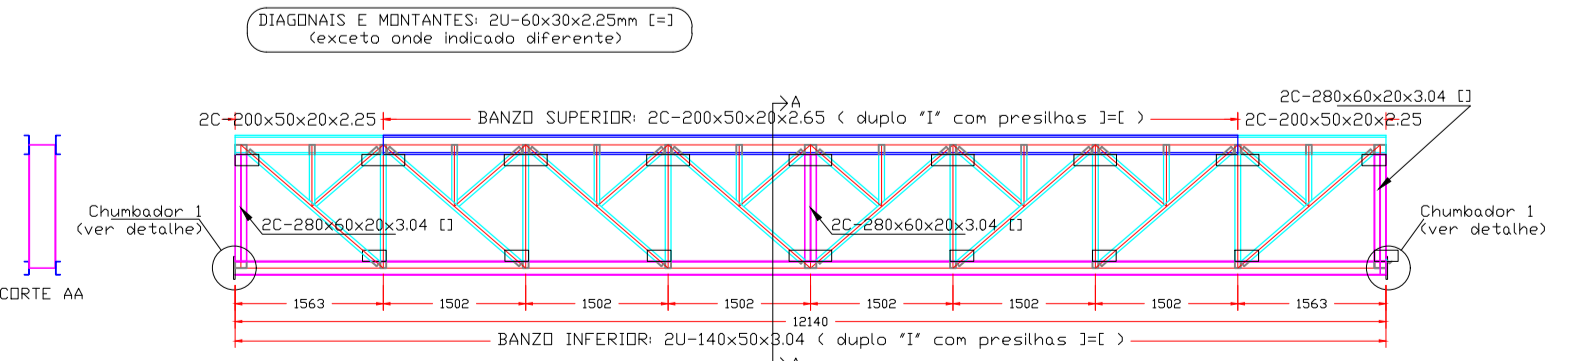 DIAGONAIS E MONTANTES: 2U-60x30x2.25mm [=]
(exceto onde indicado diferente)
2C-280x60x20x3.04 []
A
2C-200x50x20x2.25
BANZO SUPERIOR: 2C-200x50x20x2.65 ( duplo "I" com presilhas ]=[ )
2C-200x50x20x2.25
Chumbador 1
(ver detalhe)
2C-280x60x20x3.04 []
2C-280x60x20x3.04 []
Chumbador 1
(ver detalhe)
CORTE AA
1563
1502
1502
1502
1502
1502
1502
1563
12140
BANZO INFERIOR: 2U-140x50x3.04 ( duplo "I" com presilhas ]=[ )
A